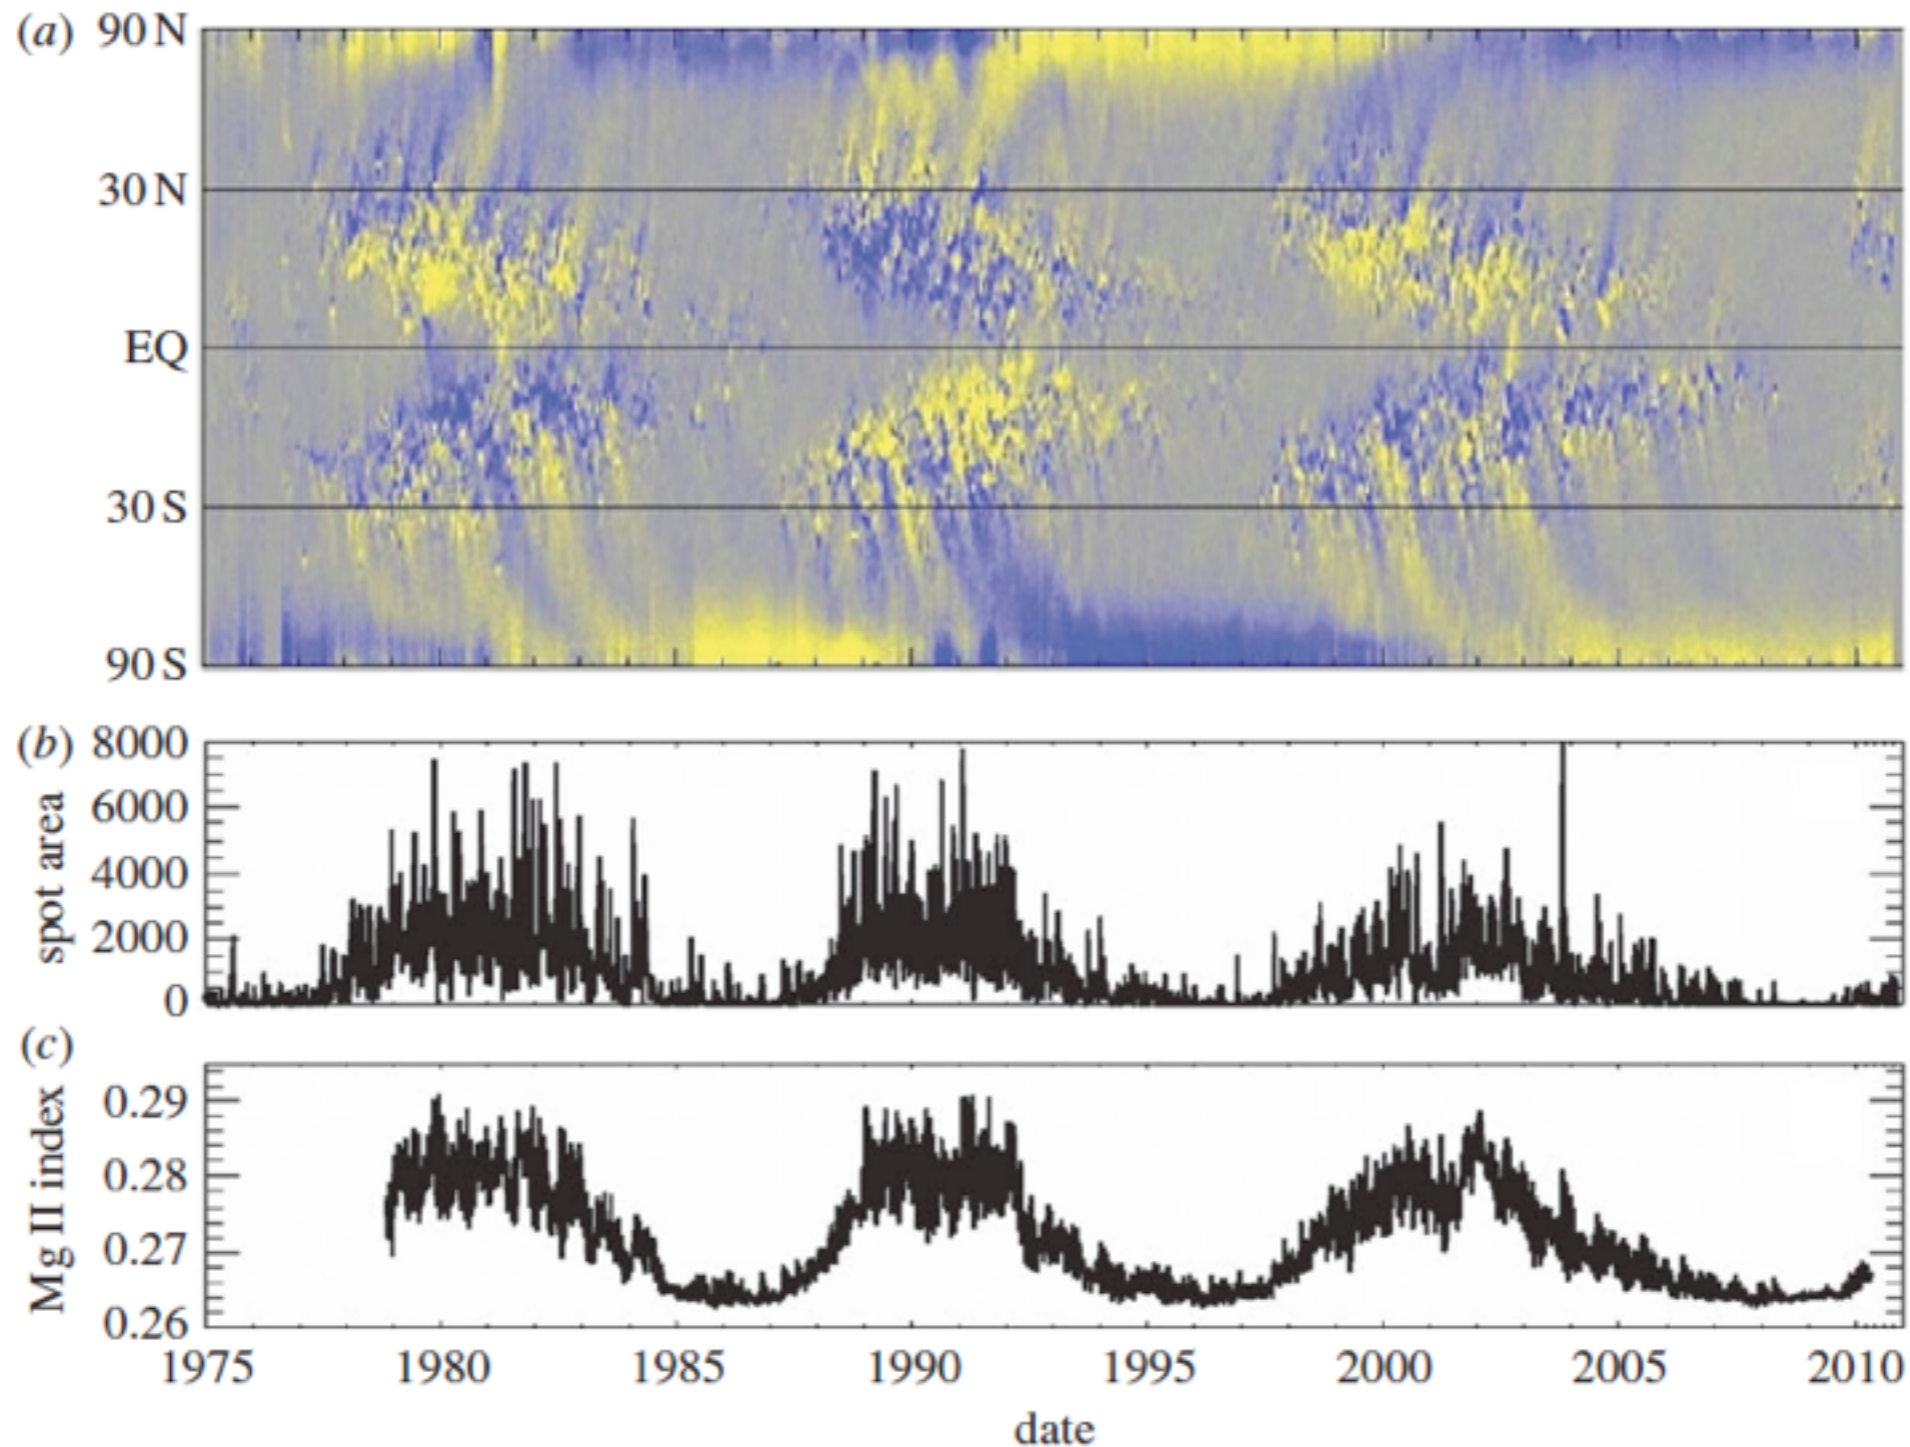 (a) 90 N
30 N
EQ
30 S
90 S
(b) 8000
6000
4000
2000
0
spot area
(c)
0.29
0.28
0.27
0.26
Mg II index
1975 1980 1985 1990 1995 2000 2005 2010
date